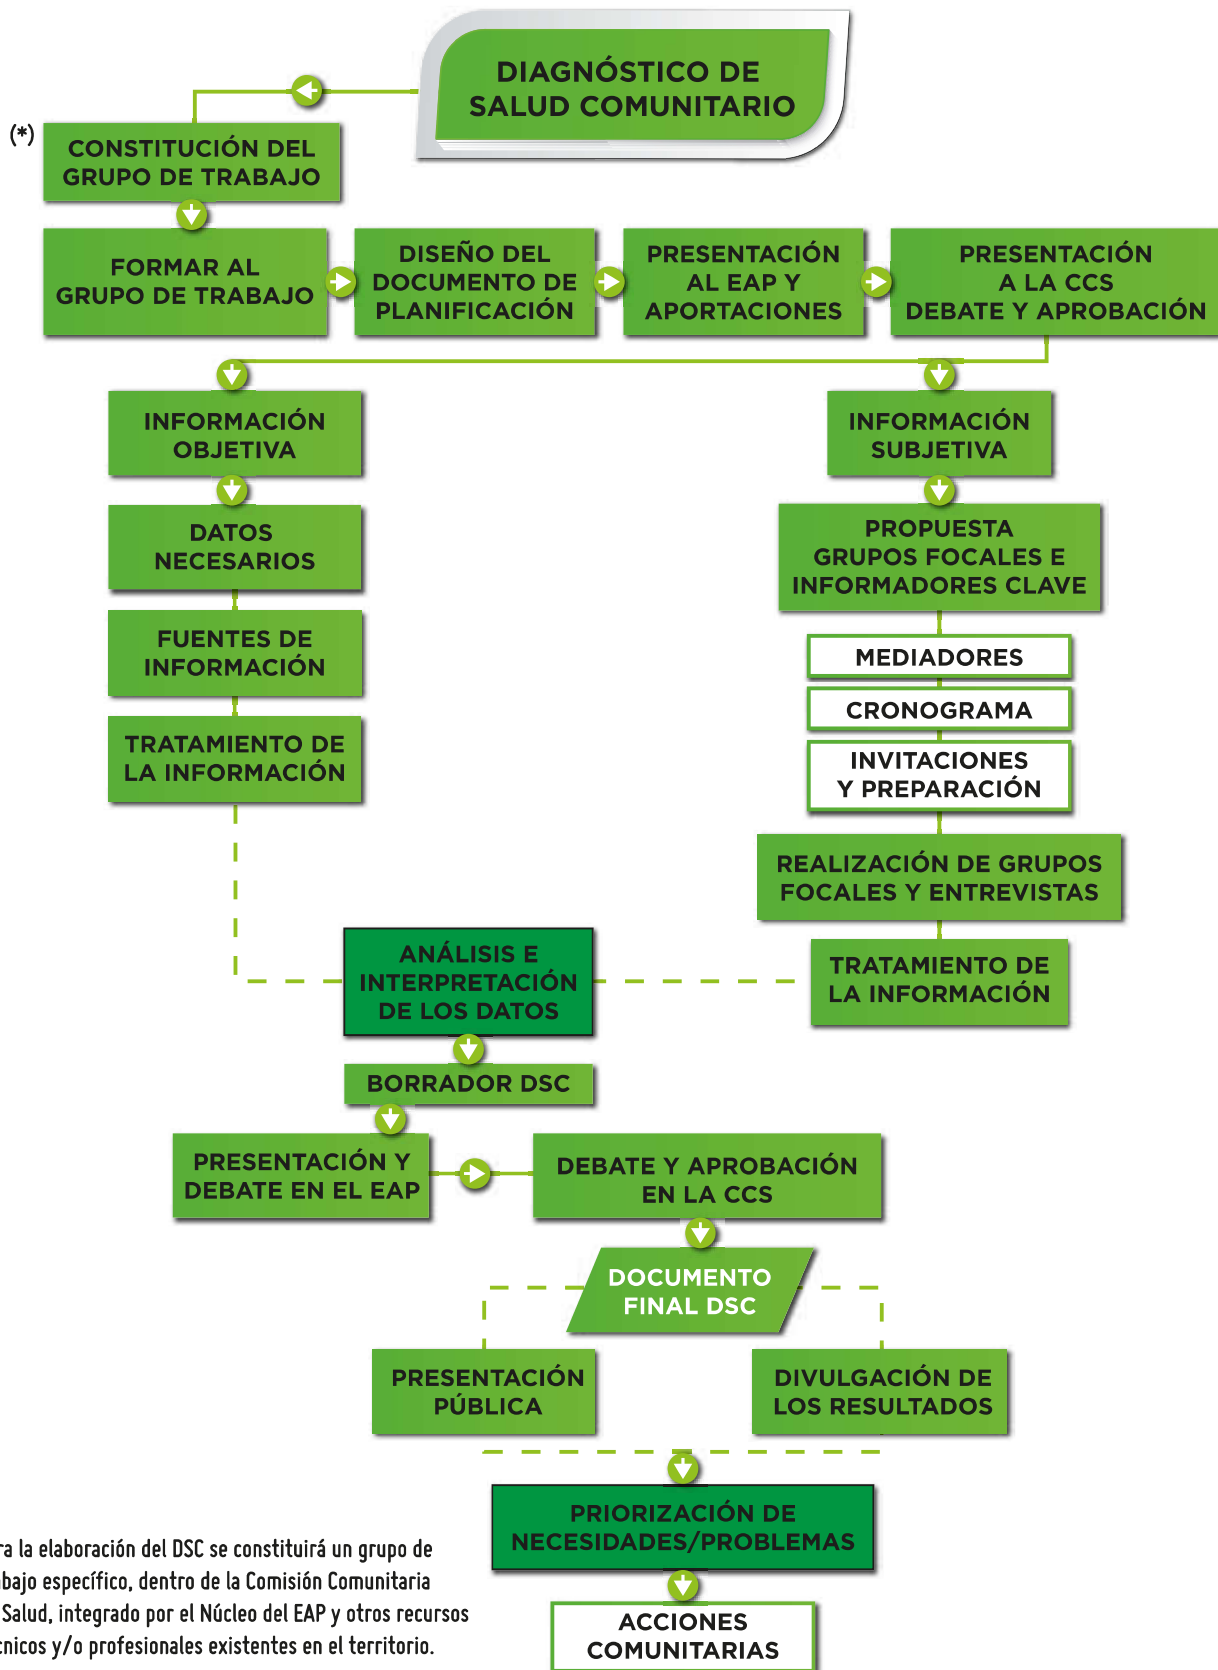 DIAGNÓSTICO DE
SALUD COMUNITARIO
(*)
CONSTITUCIÓN DEL
GRUPO DE TRABAJO
FORMAR AL
GRUPO DE TRABAJO
DISEÑO DEL
DOCUMENTO DE
PLANIFICACIÓN
PRESENTACIÓN
AL EAP Y
APORTACIONES
PRESENTACIÓN
A LA CCS
DEBATE Y APROBACIÓN
INFORMACIÓN
OBJETIVA
DATOS
NECESARIOS
FUENTES DE
INFORMACIÓN
TRATAMIENTO DE
LA INFORMACIÓN
INFORMACIÓN
SUBJETIVA
PROPUESTA
GRUPOS FOCALES E
INFORMADORES CLAVE
MEDIADORES
CRONOGRAMA
INVITACIONES
Y PREPARACIÓN
REALIZACIÓN DE GRUPOS
FOCALES Y ENTREVISTAS
TRATAMIENTO DE
LA INFORMACIÓN
ANÁLISIS E
INTERPRETACIÓN
DE LOS DATOS
BORRADOR DSC
PRESENTACIÓN Y
DEBATE EN EL EAP
DEBATE Y APROBACIÓN
EN LA CCS
DOCUMENTO
FINAL DSC
PRESENTACIÓN
PÚBLICA
DIVULGACIÓN DE
LOS RESULTADOS
PRIORIZACIÓN DE
NECESIDADES/PROBLEMAS
ACCIONES
COMUNITARIAS
ra la elaboración del DSC se constituirá un grupo de
bajo específico, dentro de la Comisión Comunitaria
Salud, integrado por el Núcleo del EAP y otros recursos
cnicos y/o profesionales existentes en el territorio.